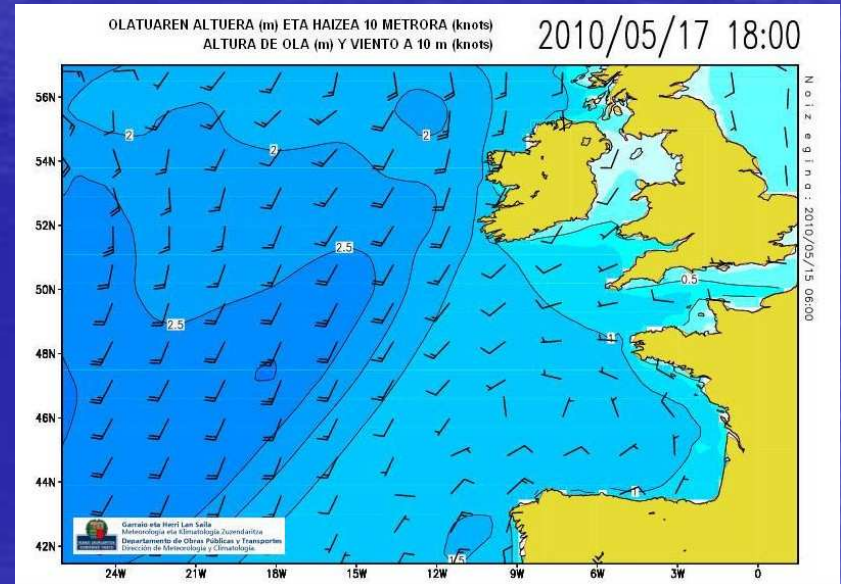 OLATUAREN ALTUERA (m) ETA HAIZEA 10 METRORA (knots)
ALTURA DE OLA (m) Y VIENTO A 10 m (knots)
2010/05/17 18:00
Noiz egina: 2010/05/15 06:00
56N
54N
52N
50N
48N
46N
44N
42N
2
2
2
2.5
2.5
0.5
1
1
1.5
24W
21W
18W
15W
12W
9W
6W
3W
0
Garraio eta Herri Lan Saila
Meteorologia eta Klimatologia Zuzendaritza
Departamento de Obras Públicas y Transportes
Dirección de Meteorología y Climatología